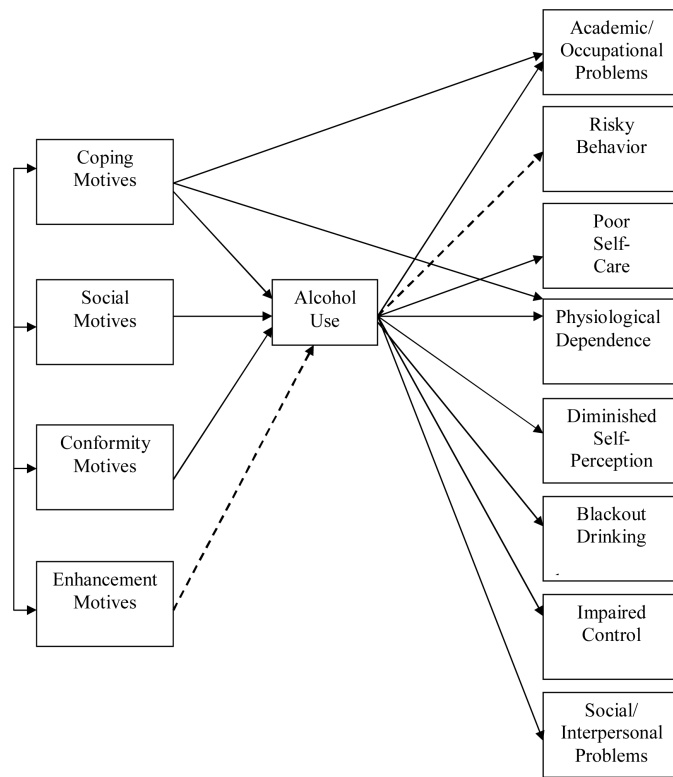 Academic/
Occupational
Problems
Risky
Behavior
Coping
Motives
Poor
Self-
Care
Social
Motives
Alcohol
Use
Physiological
Dependence
Diminished
Self-
Perception
Conformity
Motives
Blackout
Drinking
Enhancement
Motives
Impaired
Control
Social/
Interpersonal
Problems